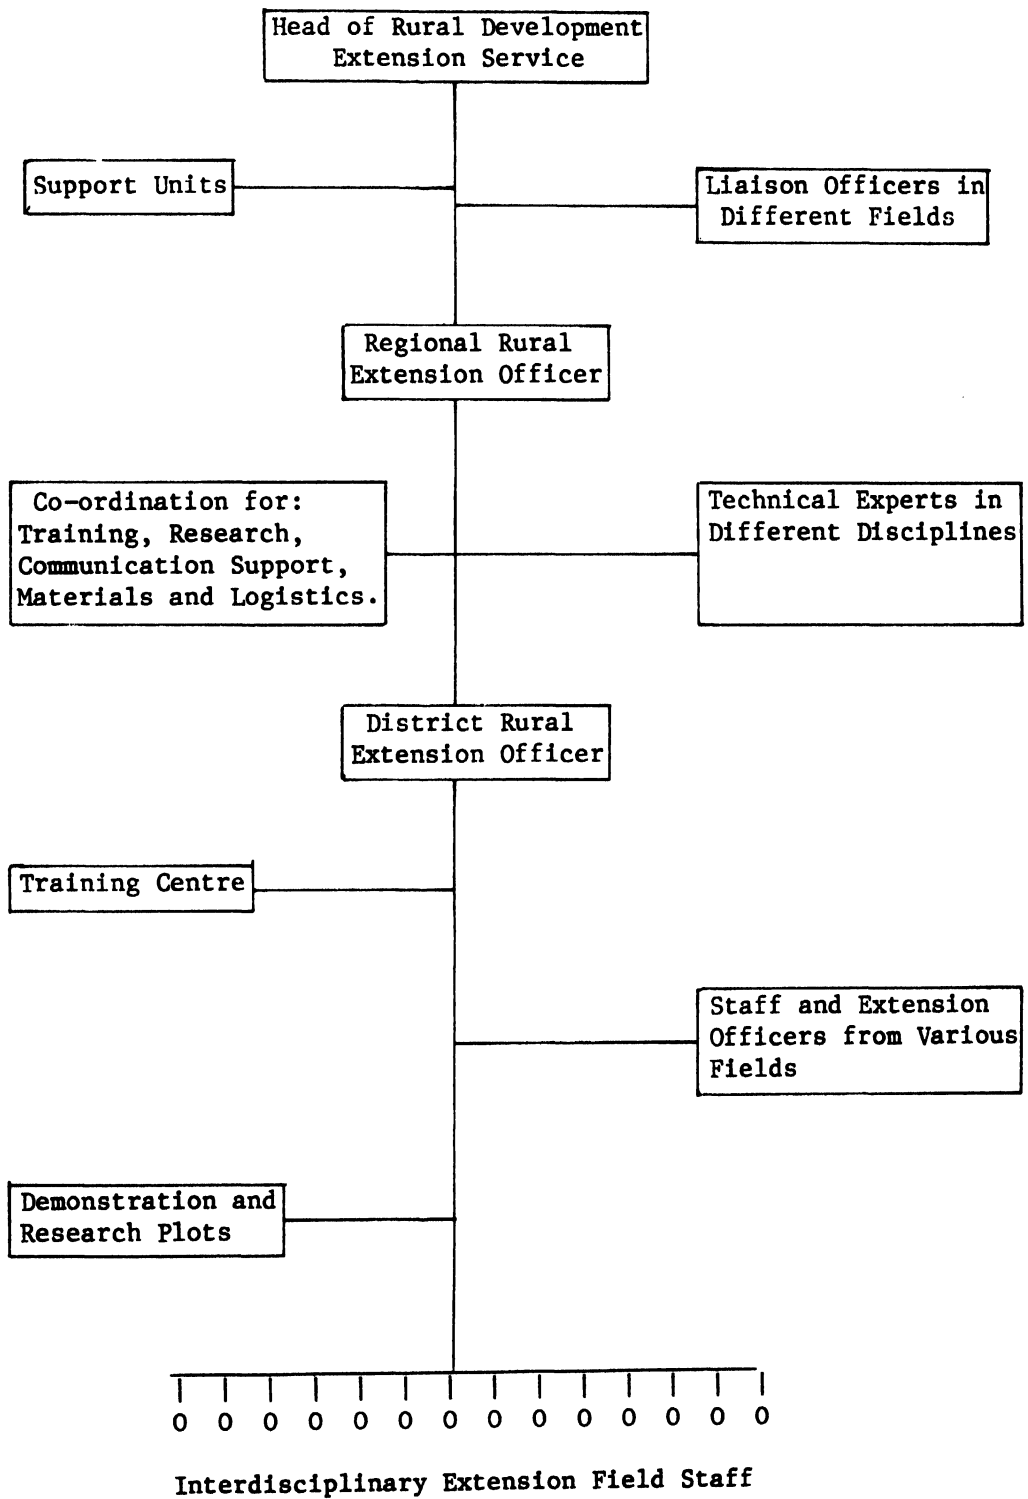 Head of Rural Development
Extension Service
Support Units
Liaison Officers in
Different Fields
Regional Rural
Extension Officer
Co-ordination for:
Training, Research,
Communication Support,
Materials and Logistics.
Technical Experts in
Different Disciplines
District Rural
Extension Officer
Training Centre
Staff and Extension
Officers from Various
Fields
Demonstration and
Research Plots
0 0 0 0 0 0 0 0 0 0 0 0 0 0
Interdisciplinary Extension Field Staff